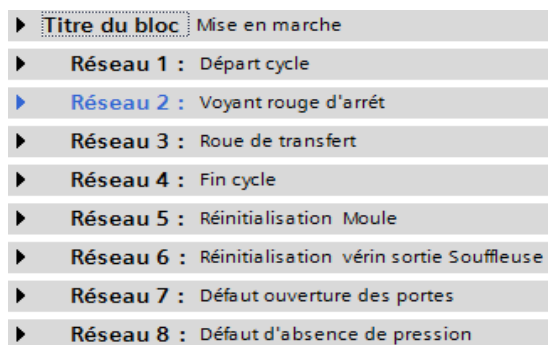 Titre du bloc Mise en marche
Réseau 1 : Départ cycle
Réseau 2 : Voyant rouge d'arrét
Réseau 3 : Roue de transfert
Réseau 4 : Fin cycle
Réseau 5 : Réinitialisation Moule
Réseau 6 : Réinitialisation vérin sortie Souffleuse
Réseau 7 : Défaut ouverture des portes
Réseau 8 : Défaut d'absence de pression